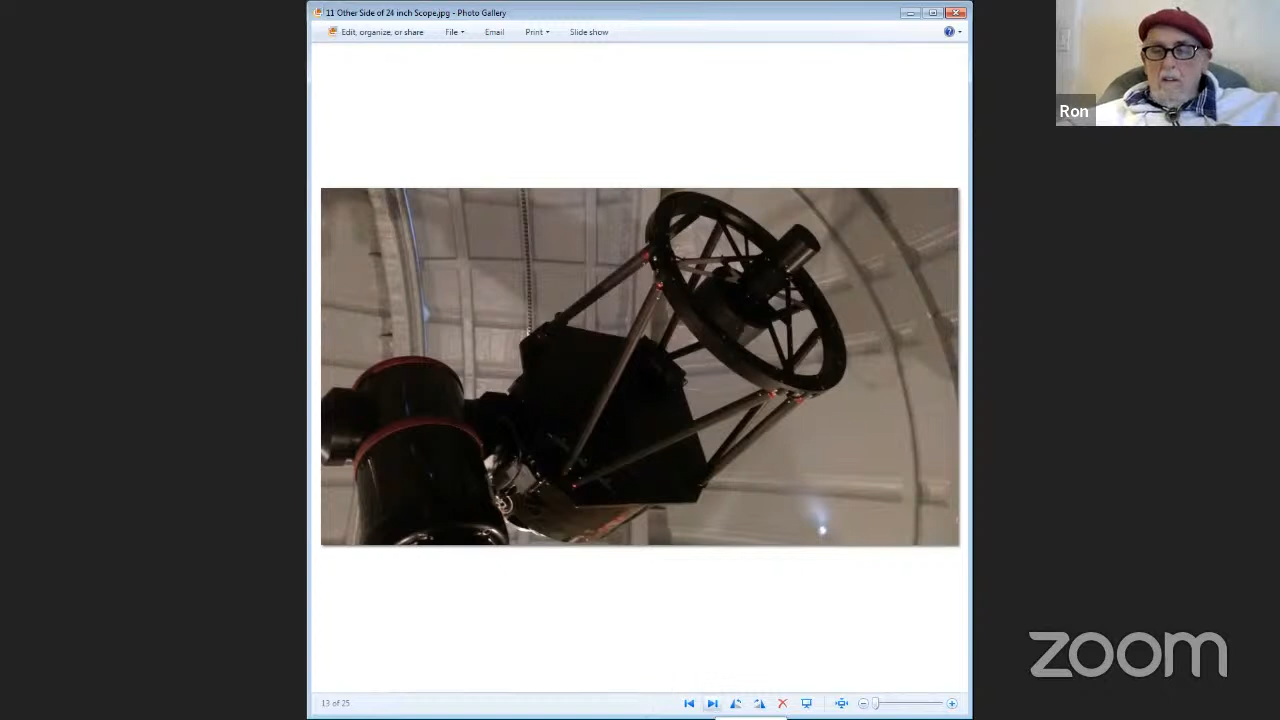 11 Other Side of 24 inch Scope.jpg - Photo Gallery
Edit, organize, or share File Email Print Slide show
Ron
zoom
13 of 25